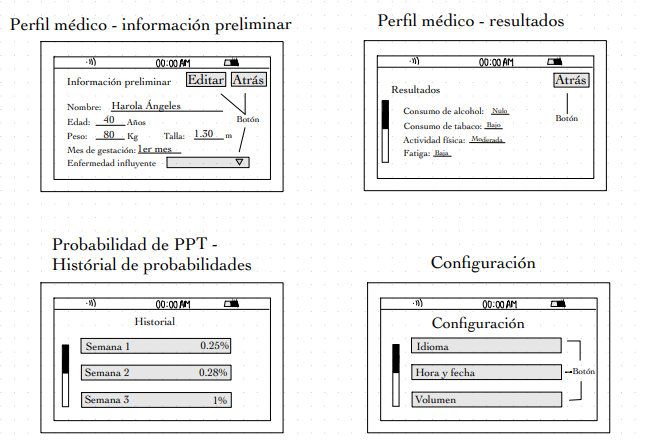 Perfil médico - información preliminar
00:00 AM
Información preliminar Editar Atrás
Nombre: Harola Ángeles
Botón
Edad: 40 Años
Peso: 80 Kg Talla: 1.30 m
Mes de gestación: 1er mes
Enfermedad influyente
Perfil médico - resultados
00:00 AM
Atrás
Resultados
Consumo de alcohol: Nulu
Botón
Consumo de tabaco: Bajo
Actividad física: Moderada
Fatiga: Baja
Probabilidad de PPT -
Histórial de probabilidades
00:00 AM
Historial
Semana 1 0.25%
Semana 2 0.28%
Semana 3 1%
Configuración
00:00 AM
Configuración
Idioma
Hora y fecha
Botón
Volumen